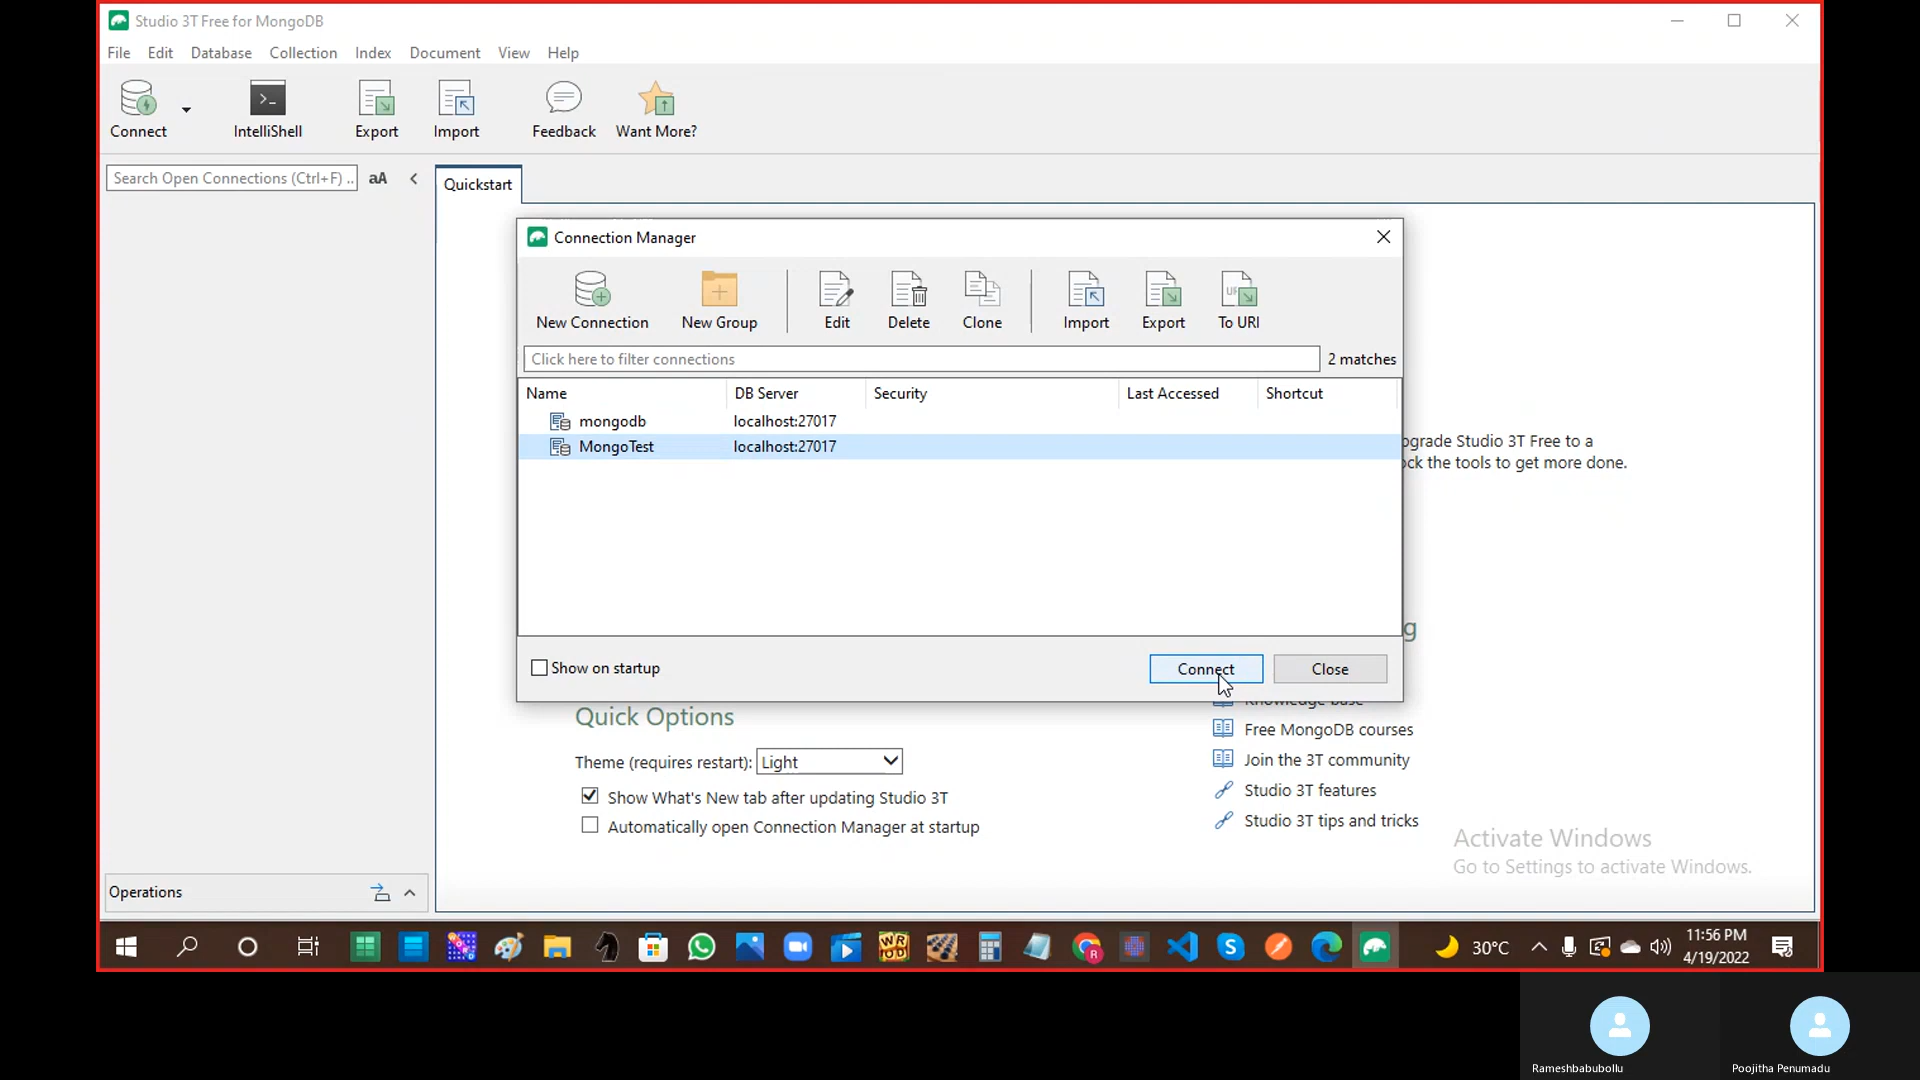 Studio 3T Free for MongoDB
File Edit Database Collection Index Document View Help
Connect IntelliShell Export Import Feedback Want More?
Search Open Connections (Ctrl+F) .. aA
Quickstart
Connection Manager
New Connection New Group Edit Delete Clone Import Export To URI
Click here to filter connections 2 matches
Name DB Server Security Last Accessed Shortcut
mongodb localhost:27017
MongoTest localhost:27017
Show on startup
Connect Close
pgrade Studio 3T Free to a
ock the tools to get more done.
g
Quick Options
Theme (requires restart): Light
Show What's New tab after updating Studio 3T
Automatically open Connection Manager at startup
Knowledge base
Free MongoDB courses
Join the 3T community
Studio 3T features
Studio 3T tips and tricks
Activate Windows
Go to Settings to activate Windows.
Operations
30°C
11:56 PM
4/19/2022
Rameshbabubollu
Poojitha Penumadu